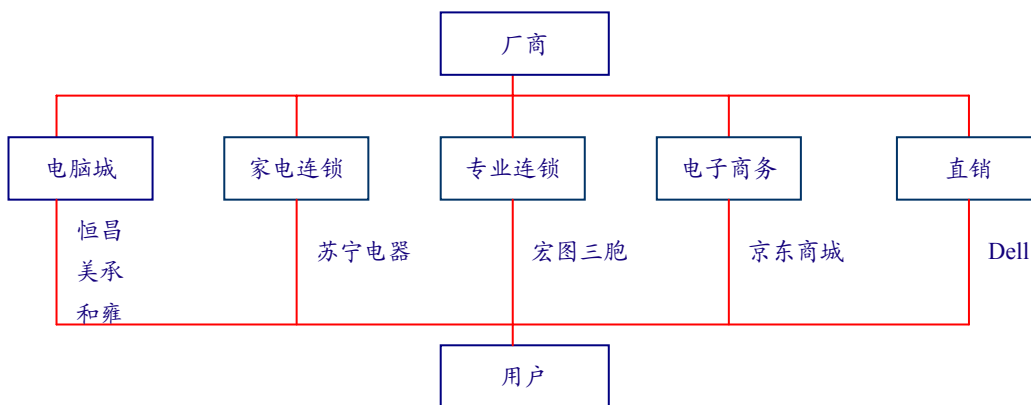 厂商
电脑城
家电连锁
专业连锁
电子商务
直销
恒昌
美承
和雍
苏宁电器
宏图三胞
京东商城
Dell
用户